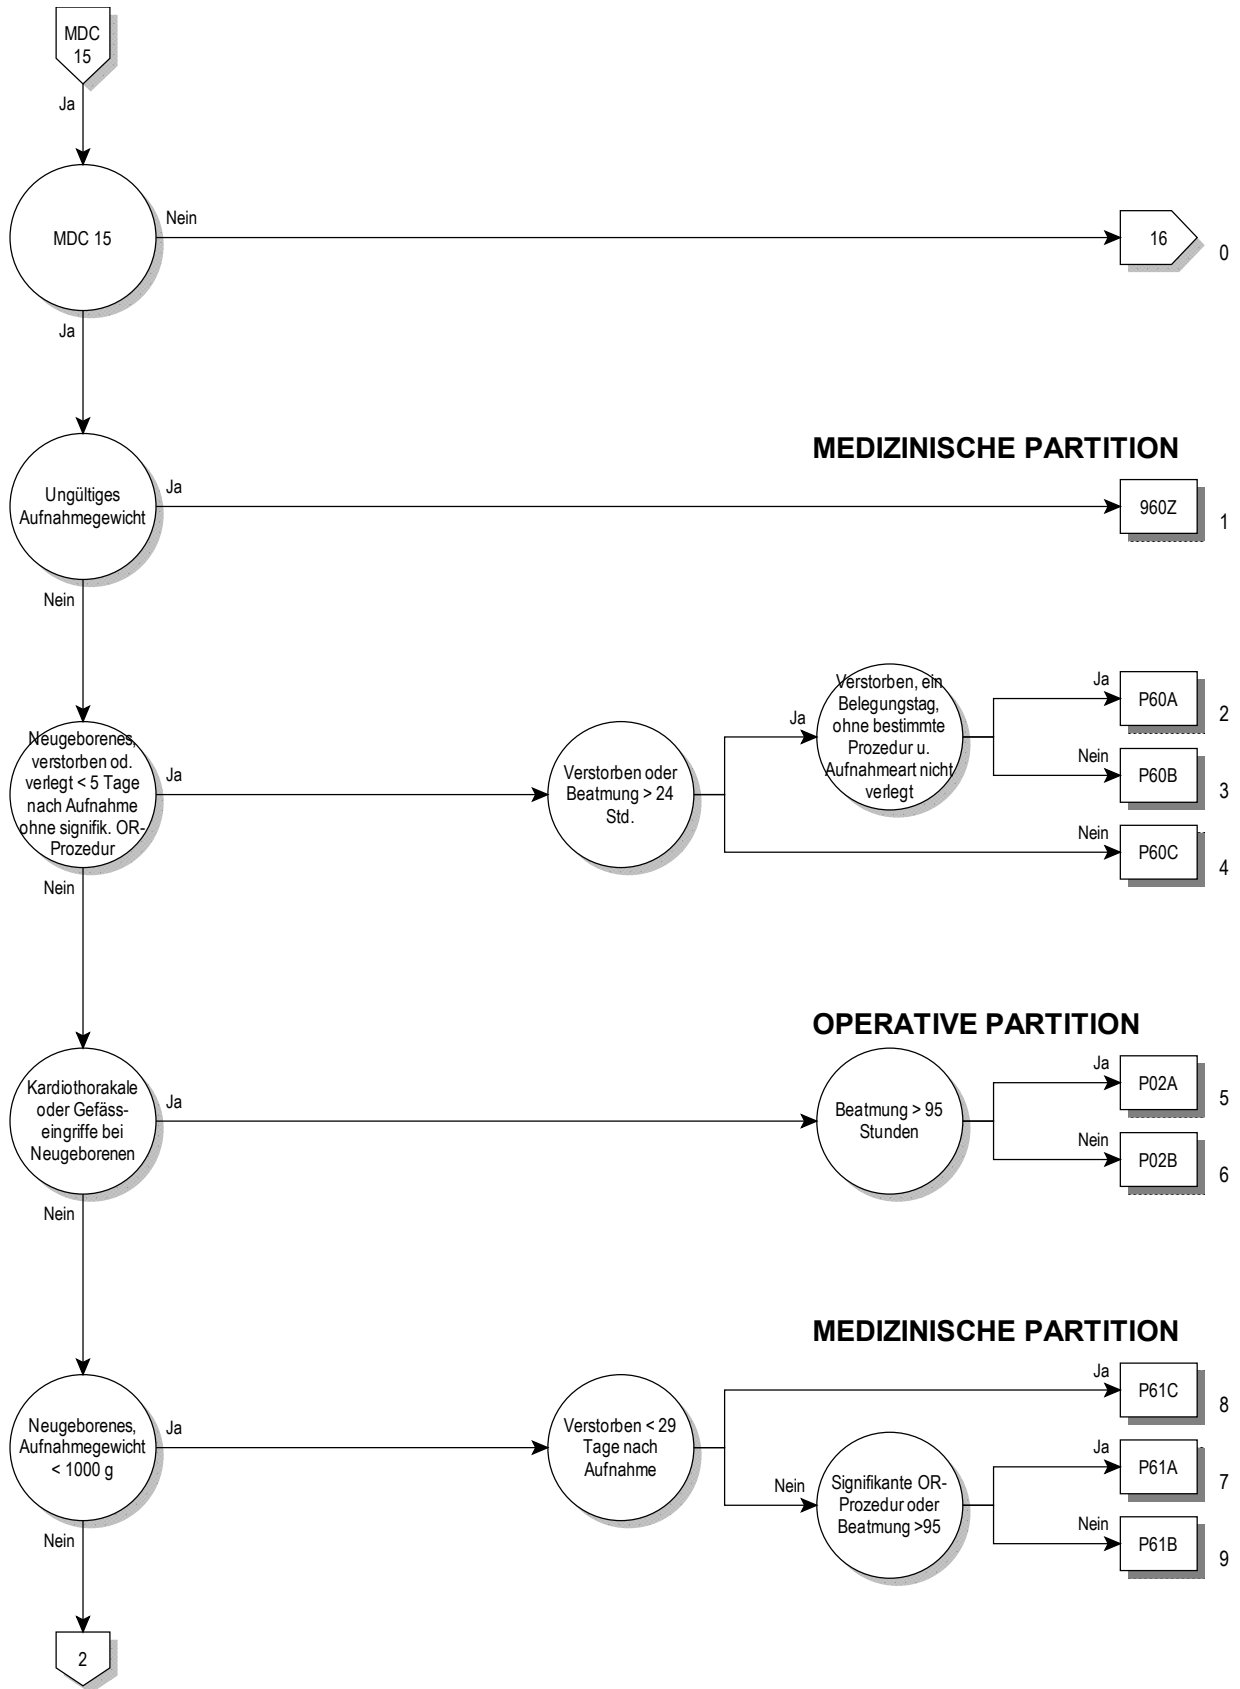 MDC
15
Ja
MDC 15
Nein
16
0
Ja
MEDIZINISCHE PARTITION
Ungültiges
Aufnahmegewicht
Ja
960Z
1
Nein
Neugeborenes,
verstorben od.
verlegt < 5 Tage
nach Aufnahme
ohne signifik. OR-
Prozedur
Ja
Verstorben oder
Beatmung > 24
Std.
Ja
Verstorben, ein
Belegungstag,
ohne bestimmte
Prozedur u.
Aufnahmeart nicht
verlegt
Ja
P60A
2
Nein
P60B
3
Nein
P60C
4
Nein
OPERATIVE PARTITION
Kardiothorakale
oder Gefäss-
eingriffe bei
Neugeborenen
Ja
Beatmung > 95
Stunden
Ja
P02A
5
Nein
P02B
6
Nein
MEDIZINISCHE PARTITION
Neugeborenes,
Aufnahmegewicht
< 1000 g
Ja
Verstorben < 29
Tage nach
Aufnahme
Ja
P61C
8
Nein
Signifikante OR-
Prozedur oder
Beatmung >95
Ja
P61A
7
Nein
P61B
9
Nein
2